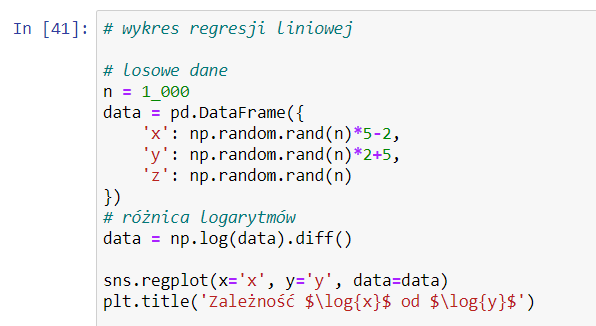 In [41]: # wykres regresji liniowej
# losowe dane
n = 1_000
data = pd.DataFrame({
    'x': np.random.rand(n)*5-2,
    'y': np.random.rand(n)*2+5,
    'z': np.random.rand(n)
})
# różnica logarytmów
data = np.log(data).diff()
sns.regplot(x='x', y='y', data=data)
plt.title('Zależność $\log{x}$ od $\log{y}$')